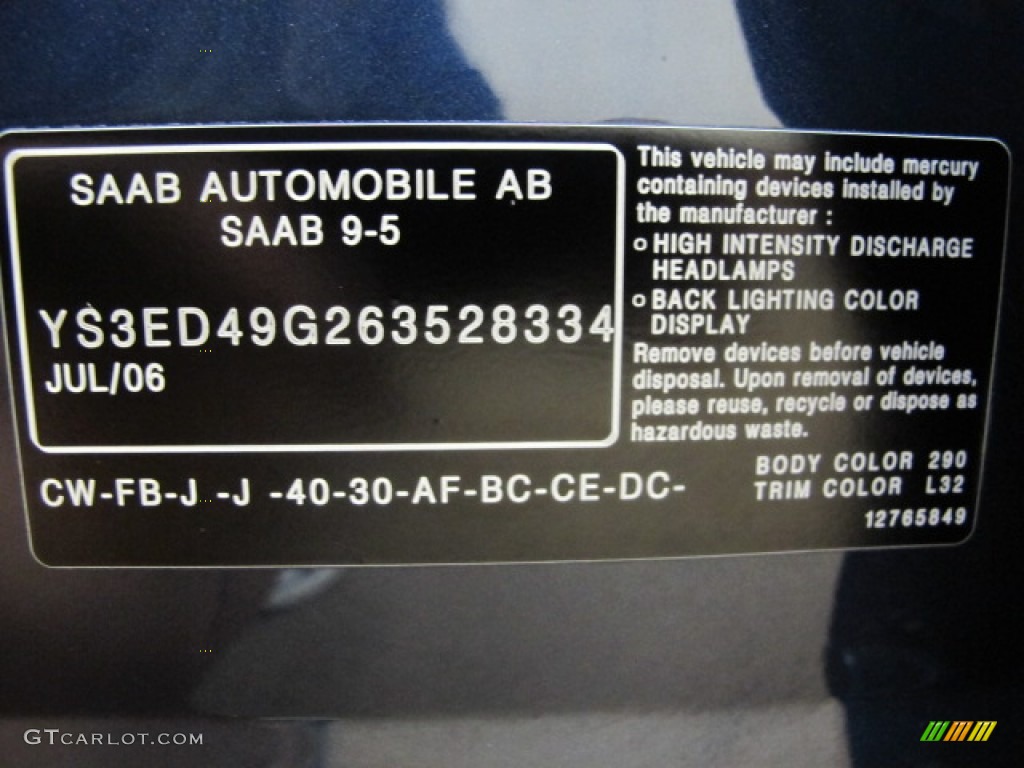 SAAB AUTOMOBILE AB
SAAB 9-5
YS3ED49G263528334
JUL/06
CW-FB-J -J -40-30-AF-BC-CE-DC-
This vehicle may include mercury
containing devices installed by
the manufacturer :
o HIGH INTENSITY DISCHARGE
HEADLAMPS
o BACK LIGHTING COLOR
DISPLAY
Remove devices before vehicle
disposal. Upon removal of devices,
please reuse, recycle or dispose as
hazardous waste.
BODY COLOR 290
TRIM COLOR L32
12765849
GTCARLOT.COM